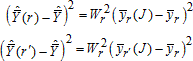 (Ŷ̄(r) − Ŷ̄)² = W_r²(ȳ_r(J) − ȳ_r)²
(Ŷ̄(r′) − Ŷ̄)² = W_r²(ȳ_r′(J) − ȳ_r)²